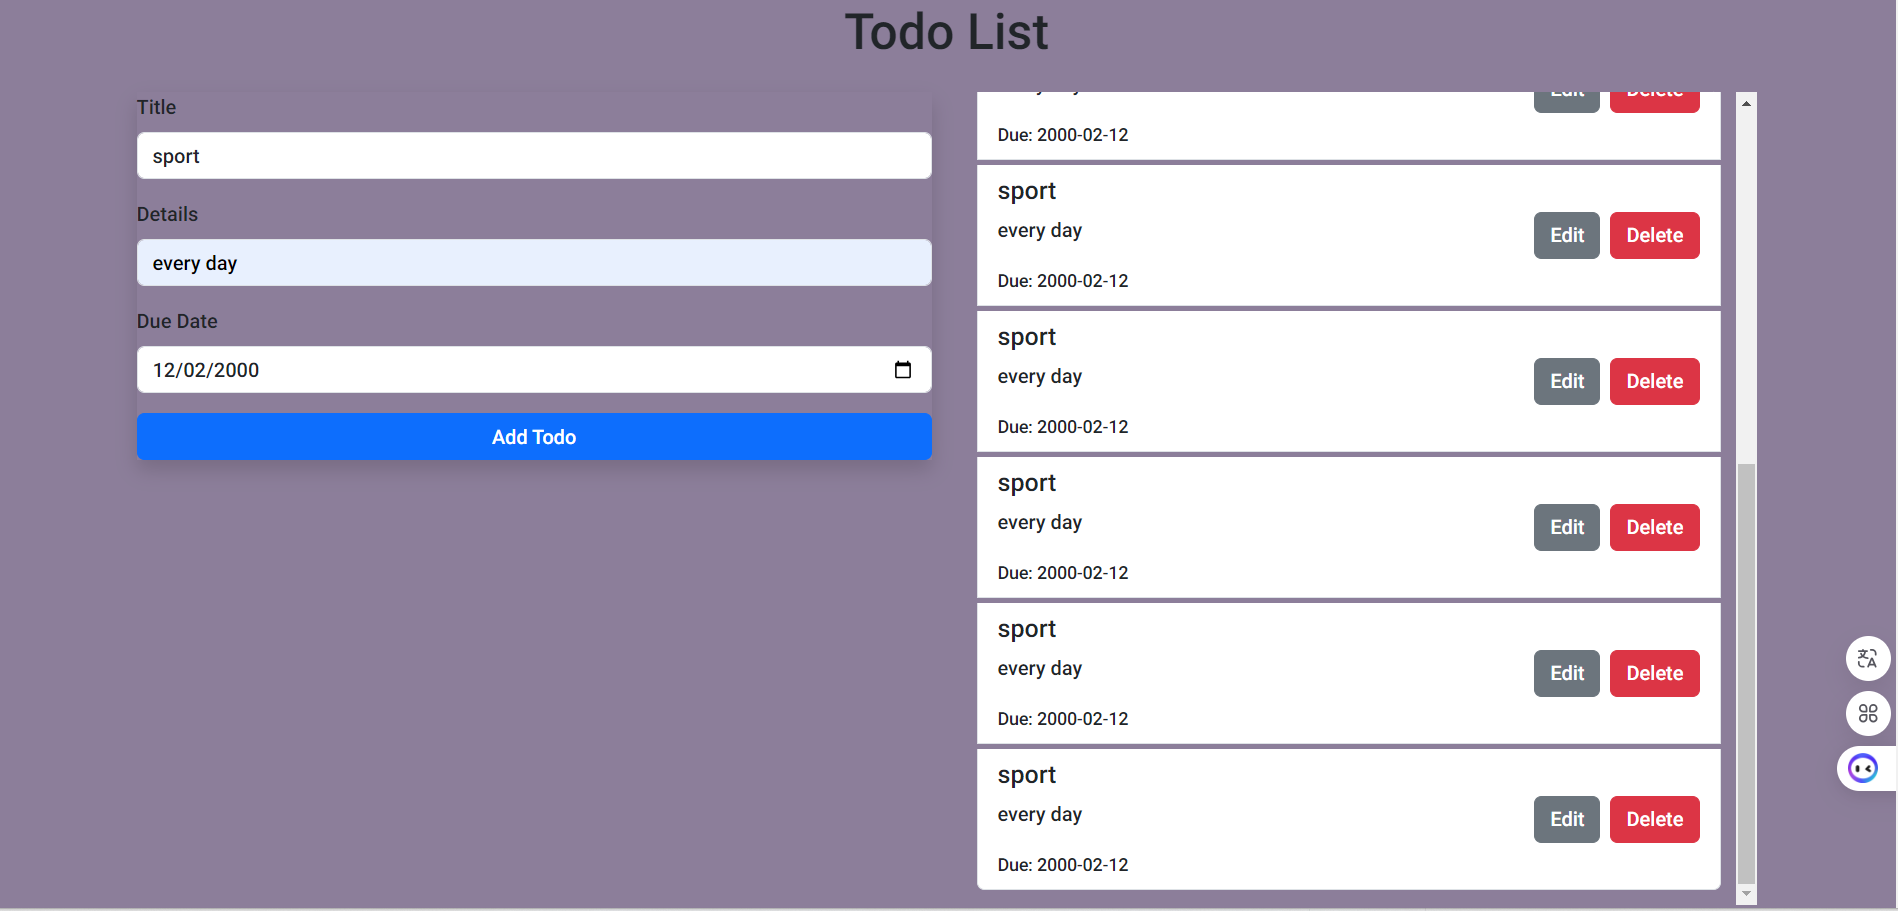 Todo List
Title
sport
Details
every day
Due Date
12/02/2000
Add Todo
Edit Delete
Due: 2000-02-12
sport
every day
Edit Delete
Due: 2000-02-12
sport
every day
Edit Delete
Due: 2000-02-12
sport
every day
Edit Delete
Due: 2000-02-12
sport
every day
Edit Delete
Due: 2000-02-12
sport
every day
Edit Delete
Due: 2000-02-12